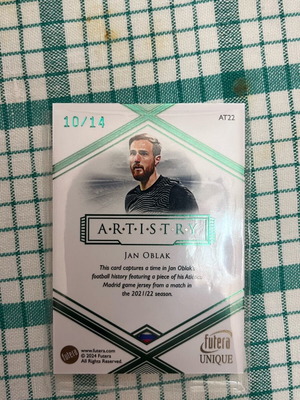 AT22
10/14
A·R·T·I·S·T·R·Y
JAN OBLAK
This card captures a time in Jan Oblak's
football history featuring a piece of his Atletico
Madrid game jersey from a match in
the 2021/22 season.
futera
www.futera.com
© 2024 Futera
All Rights Reserved.
futera
UNIQUE